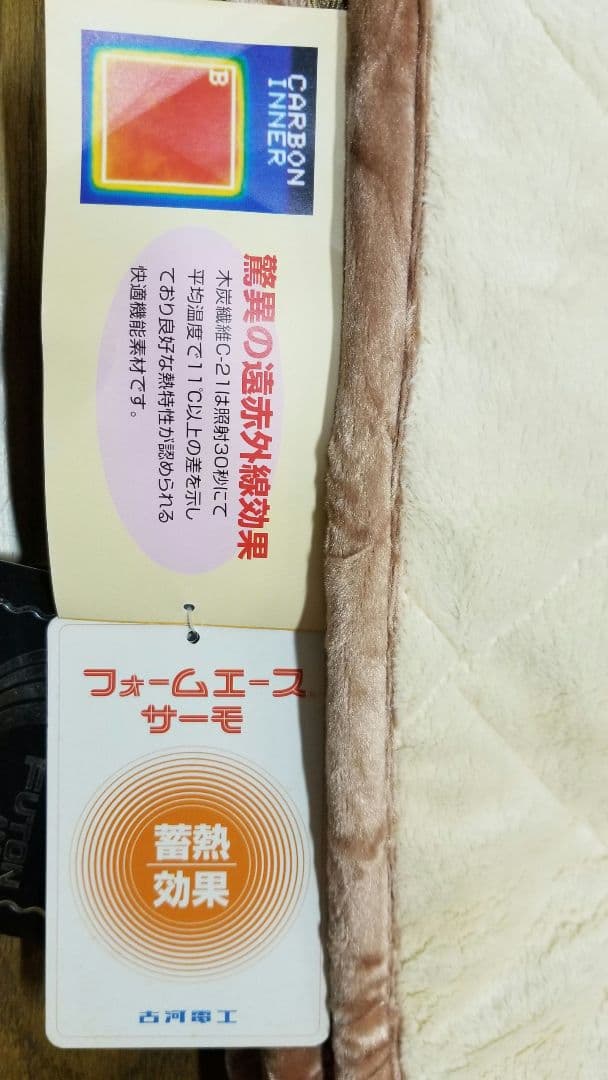 CARBON
INNER
B
驚異の遠赤外線効果
木炭繊維C-21は照射30秒にて
平均温度で11℃以上の差を示し
ており良好な熱特性が認められる
快適機能素材です。
フォームエース
サーモ
蓄熱
効果
古河電工
FUTON